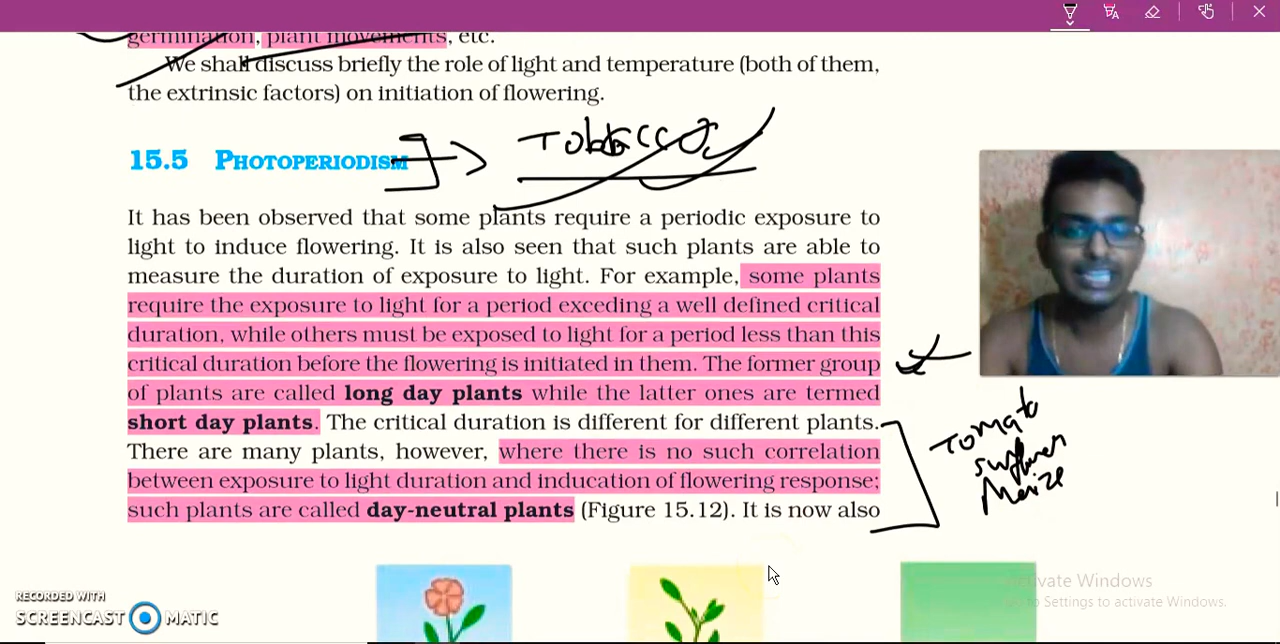 germination, plant movements, etc.
We shall discuss briefly the role of light and temperature (both of them,
the extrinsic factors) on initiation of flowering.
Tobacco
15.5 PHOTOPERIODISM
It has been observed that some plants require a periodic exposure to
light to induce flowering. It is also seen that such plants are able to
measure the duration of exposure to light. For example, some plants
require the exposure to light for a period exceding a well defined critical
duration, while others must be exposed to light for a period less than this
critical duration before the flowering is initiated in them. The former group
of plants are called long day plants while the latter ones are termed
short day plants. The critical duration is different for different plants.
There are many plants, however, where there is no such correlation
between exposure to light duration and inducation of flowering response;
such plants are called day-neutral plants (Figure 15.12). It is now also
Tomato
Maize
RECORDED WITH
SCREENCAST MATIC
Activate Windows
Go to Settings to activate Windows.